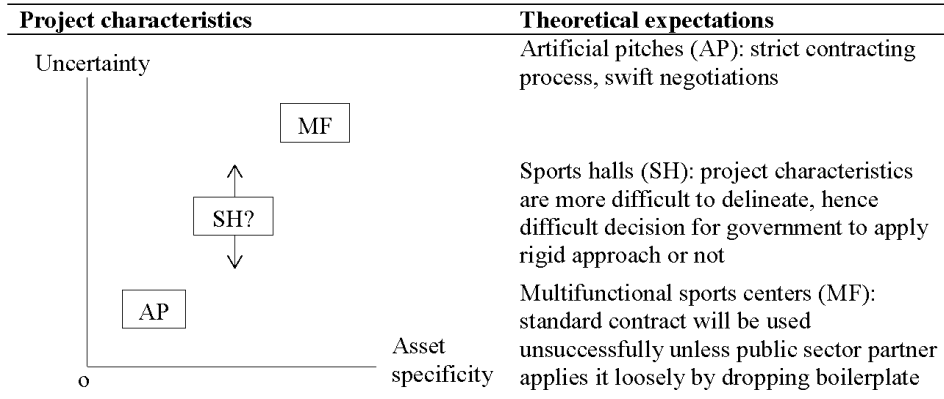 Project characteristics
Theoretical expectations
Uncertainty
MF
SH?
AP
Asset
specificity
o
Artificial pitches (AP): strict contracting
process, swift negotiations
Sports halls (SH): project characteristics
are more difficult to delineate, hence
difficult decision for government to apply
rigid approach or not
Multifunctional sports centers (MF):
standard contract will be used
unsuccessfully unless public sector partner
applies it loosely by dropping boilerplate